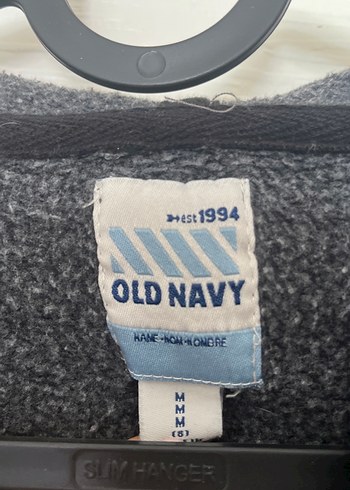 est 1994
OLD NAVY
NAME•NOM•NOMBRE
M
M
M
(8)
SLIM HANGER